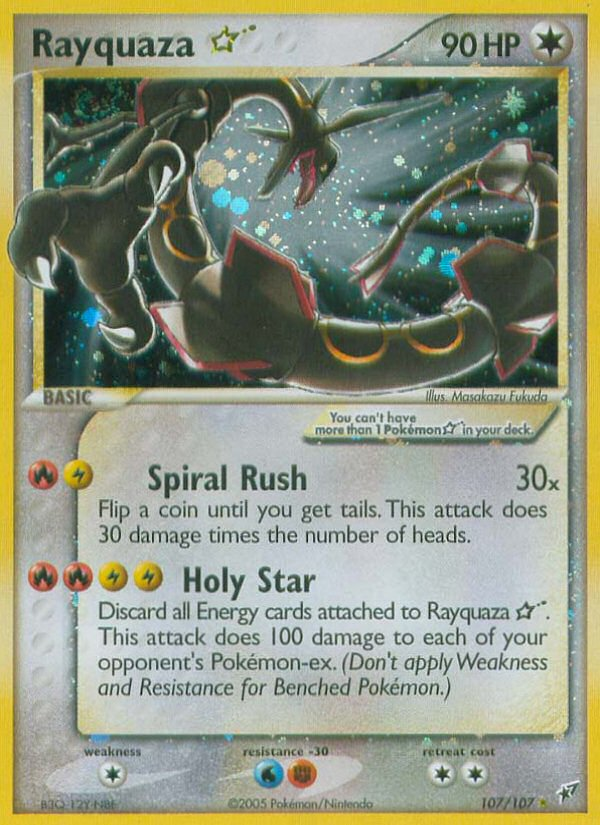 Rayquaza ☆
90 HP
BASIC
Illus. Masakazu Fukuda
You can't have
more than 1 Pokémon ☆ in your deck.
Spiral Rush 30x
Flip a coin until you get tails. This attack does
30 damage times the number of heads.
Holy Star
Discard all Energy cards attached to Rayquaza ☆.
This attack does 100 damage to each of your
opponent's Pokémon-ex. (Don't apply Weakness
and Resistance for Benched Pokémon.)
weakness
resistance -30
retreat cost
©2005 Pokémon/Nintendo
107/107 ★